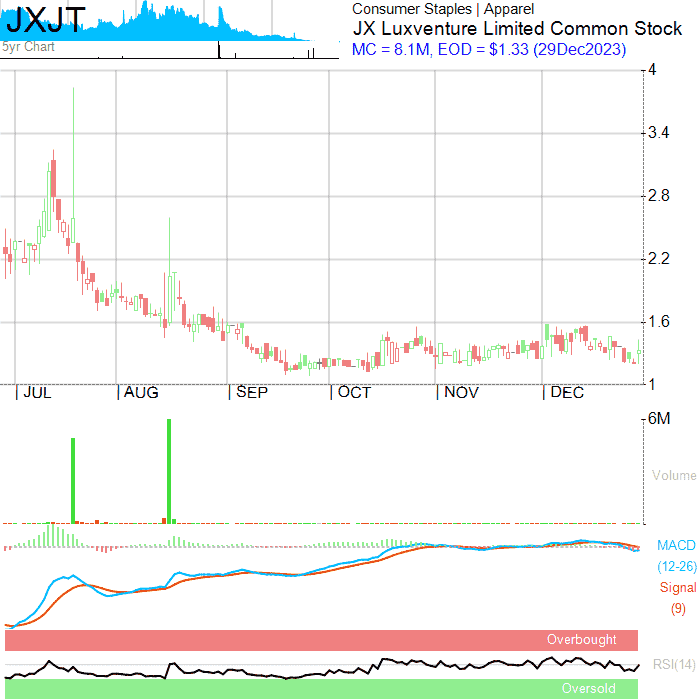 JXJT
5yr Chart
Consumer Staples | Apparel
JX Luxventure Limited Common Stock
MC = 8.1M, EOD = $1.33 (29Dec2023)
4
3.4
2.8
2.2
1.6
1
| JUL | AUG | SEP | OCT | NOV | DEC
6M
Volume
MACD
(12-26)
Signal
(9)
Overbought
RSI(14)
Oversold